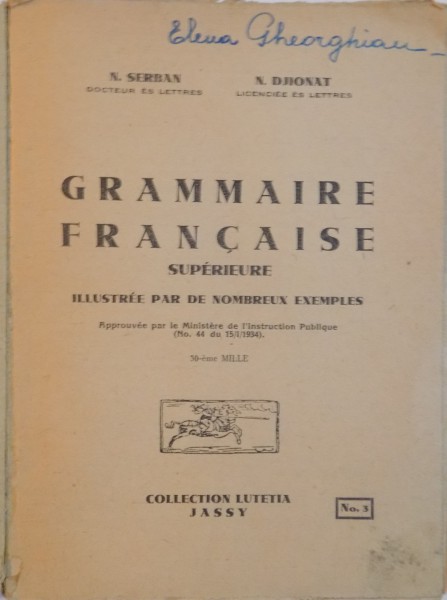 Elena Gheorghian
N. SERBAN
DOCTEUR ÈS LETTRES
N. DJIONAT
LICENCIÉE ÈS LETTRES
GRAMMAIRE
FRANÇAISE
SUPÉRIEURE
ILLUSTRÉE PAR DE NOMBREUX EXEMPLES
Approuvée par le Ministère de l'Instruction Publique
(No. 44 du 15/I/1934).
30-ème MILLE
COLLECTION LUTETIA
JASSY
No. 3